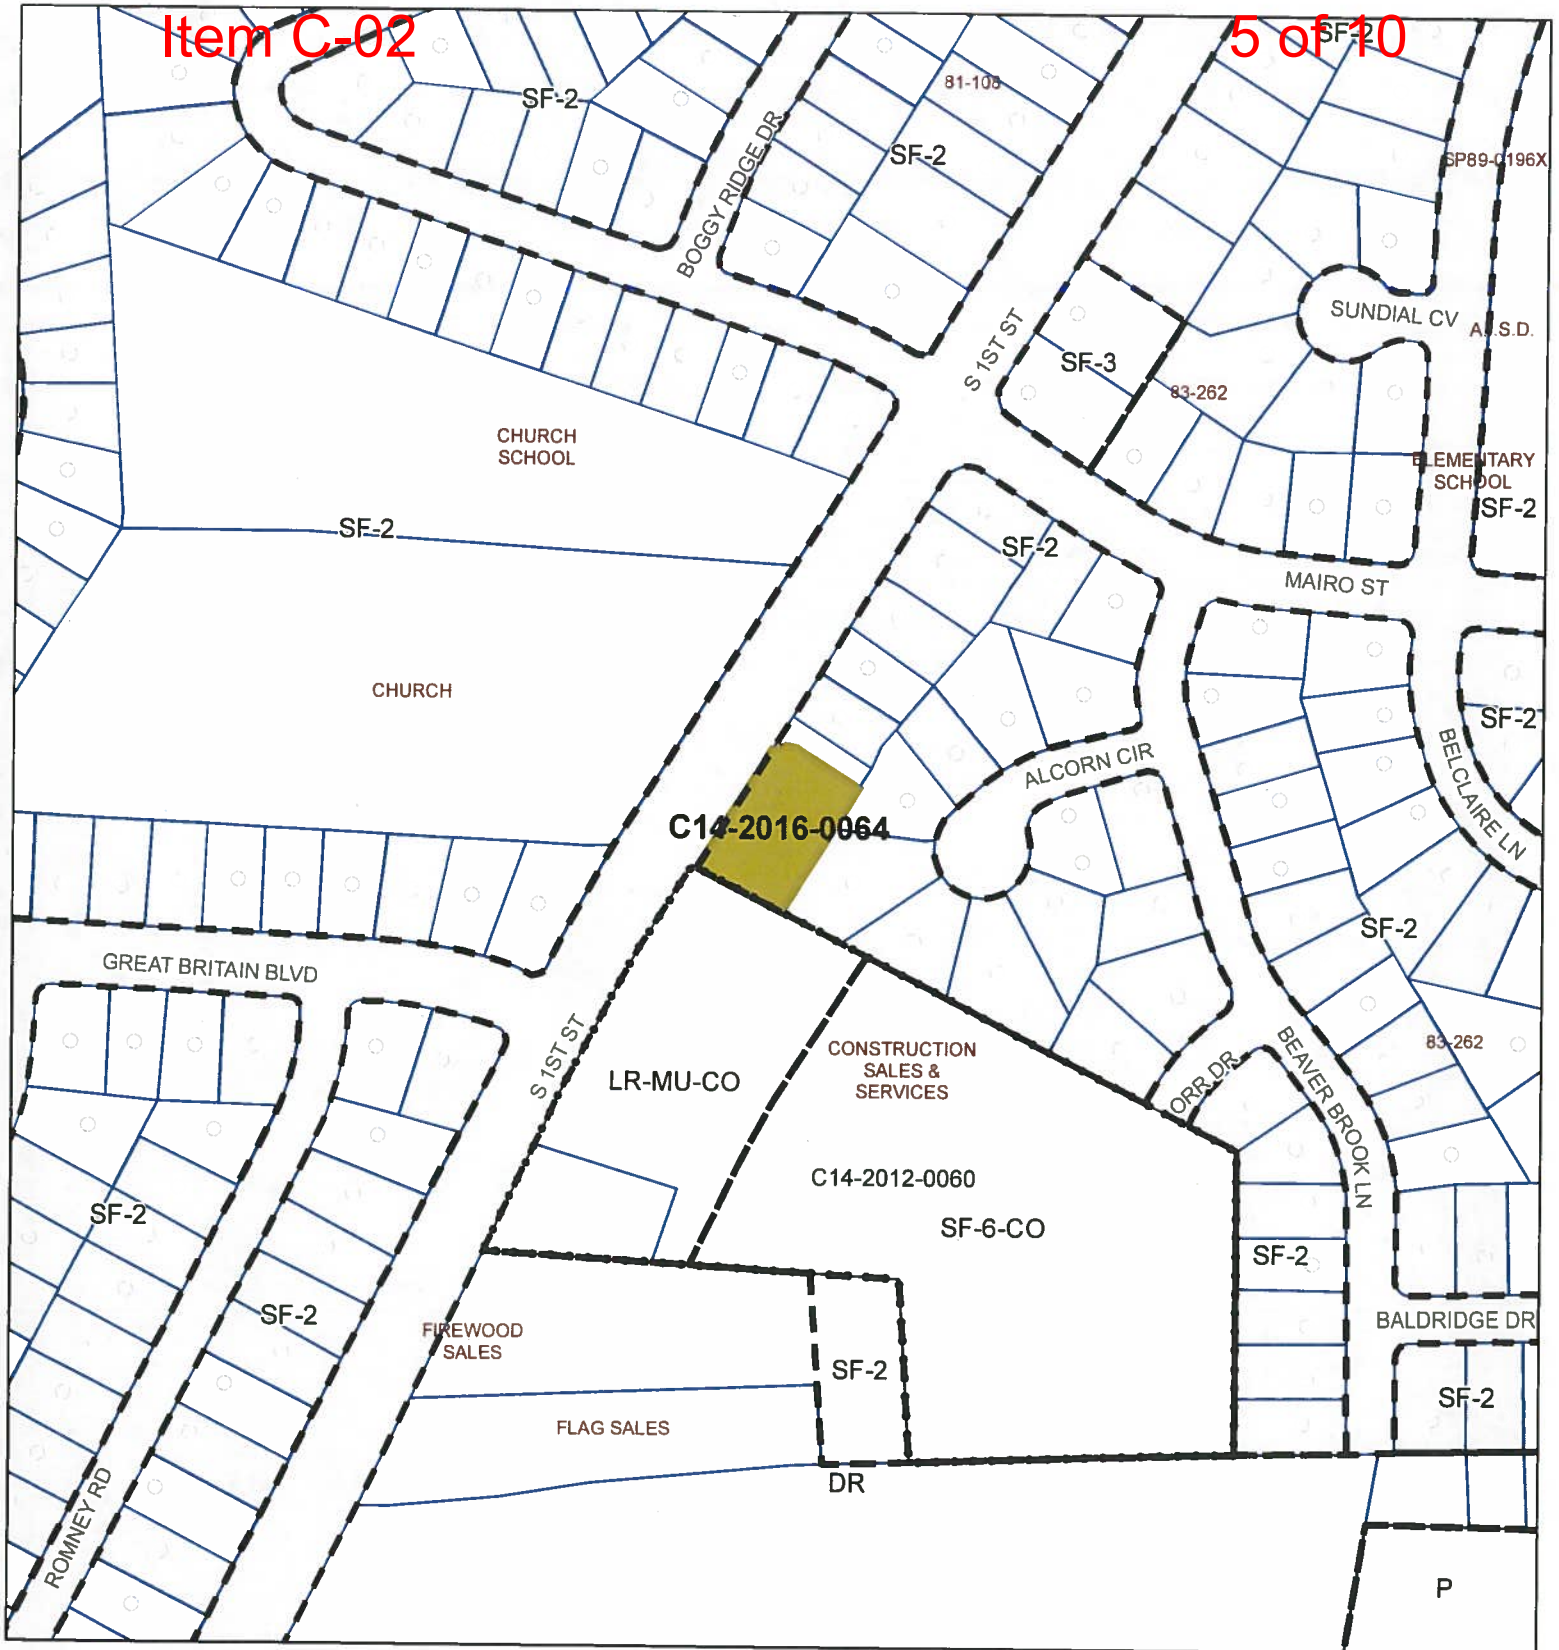 Item C-02
5 of 10
SF-2
SF-2
81-108
SF-2
SP89-0196X
BOGGY RIDGE DR
SUNDIAL CV
S 1ST ST
SF-3
83-262
CHURCH
SCHOOL
ELEMENTARY
SCHOOL
SF-2
SF-2
SF-2
MAIRO ST
CHURCH
SF-2
BELCLAIRE LN
ALCORN CIR
C14-2016-0064
SF-2
GREAT BRITAIN BLVD
S 1ST ST
LR-MU-CO
CONSTRUCTION
SALES &
SERVICES
83-262
ORR DR
BEAVER BROOK LN
C14-2012-0060
SF-6-CO
SF-2
SF-2
SF-2
BALDRIDGE DR
FIREWOOD
SALES
SF-2
SF-2
FLAG SALES
DR
ROMNEY RD
P